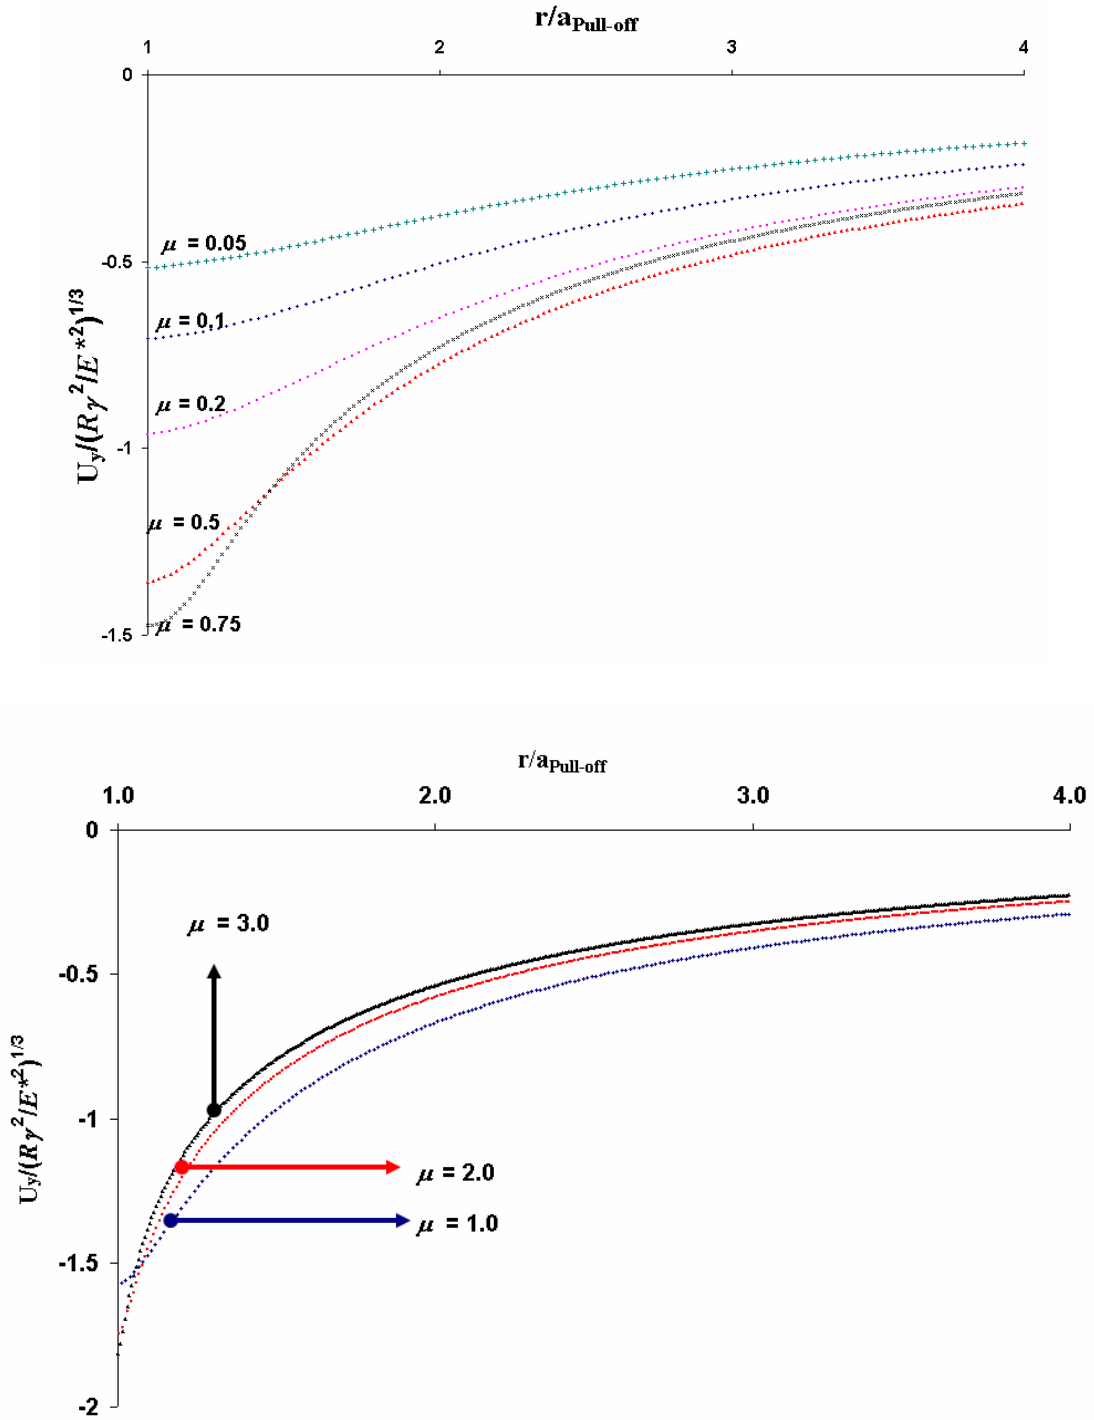 r/aPull-off
1 2 3 4
0
μ = 0.05
-0.5
μ = 0.1
μ = 0.2
-1
μ = 0.5
μ = 0.75
-1.5
Uy/(Rγ²/E*²)1/3
r/aPull-off
1.0 2.0 3.0 4.0
0
μ = 3.0
-0.5
-1
μ = 2.0
μ = 1.0
-1.5
-2
Uy/(Rγ²/E*²)1/3